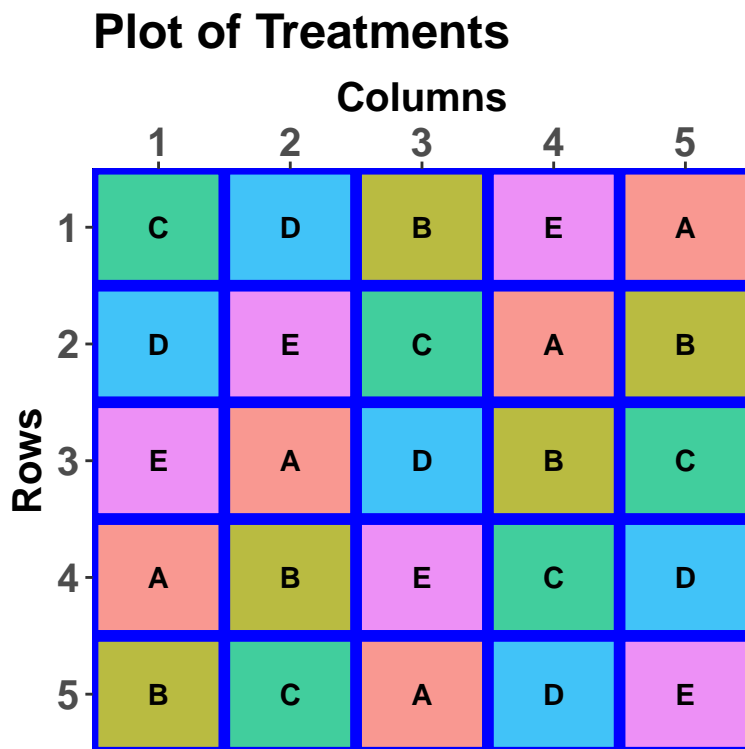 Plot of Treatments
Columns
1 2 3 4 5
Rows
1 C D B E A
2 D E C A B
3 E A D B C
4 A B E C D
5 B C A D E